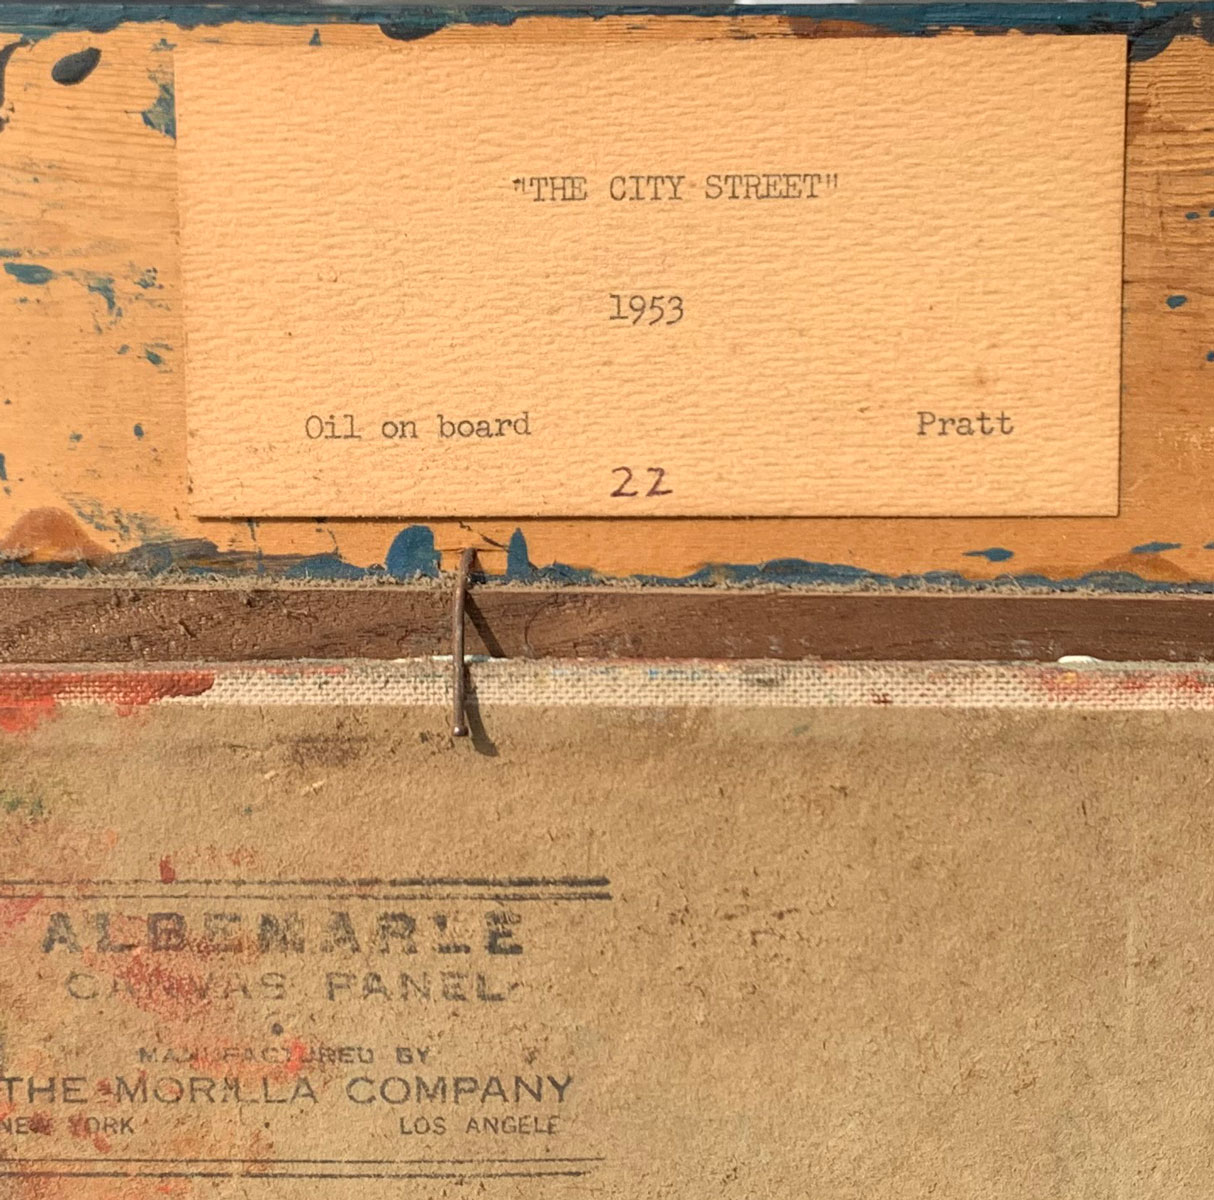 "THE CITY STREET"
1953
Oil on board Pratt
22
ALBEMARLE
CANVAS PANEL
MANUFACTURED BY
THE MORILLA COMPANY
NEW YORK LOS ANGELE